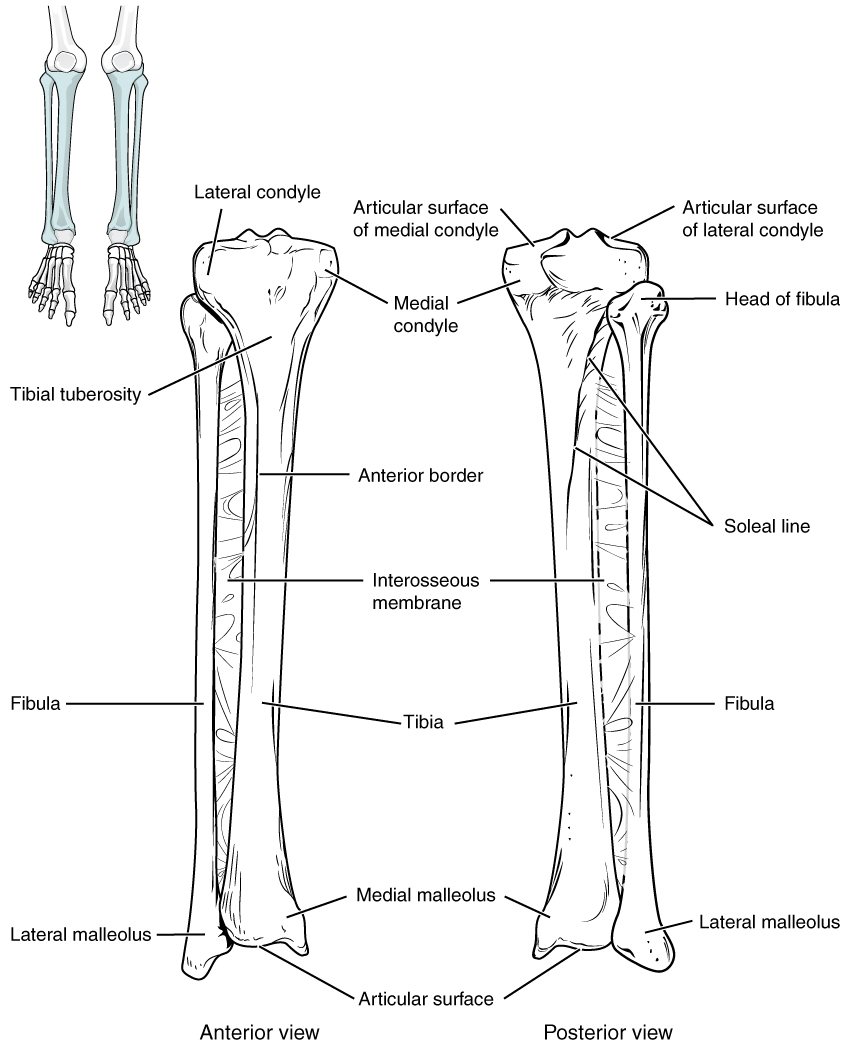 Lateral condyle
Articular surface
of medial condyle
Articular surface
of lateral condyle
Medial
condyle
Head of fibula
Tibial tuberosity
Anterior border
Soleal line
Interosseous
membrane
Fibula
Tibia
Fibula
Medial malleolus
Lateral malleolus
Lateral malleolus
Articular surface
Anterior view
Posterior view